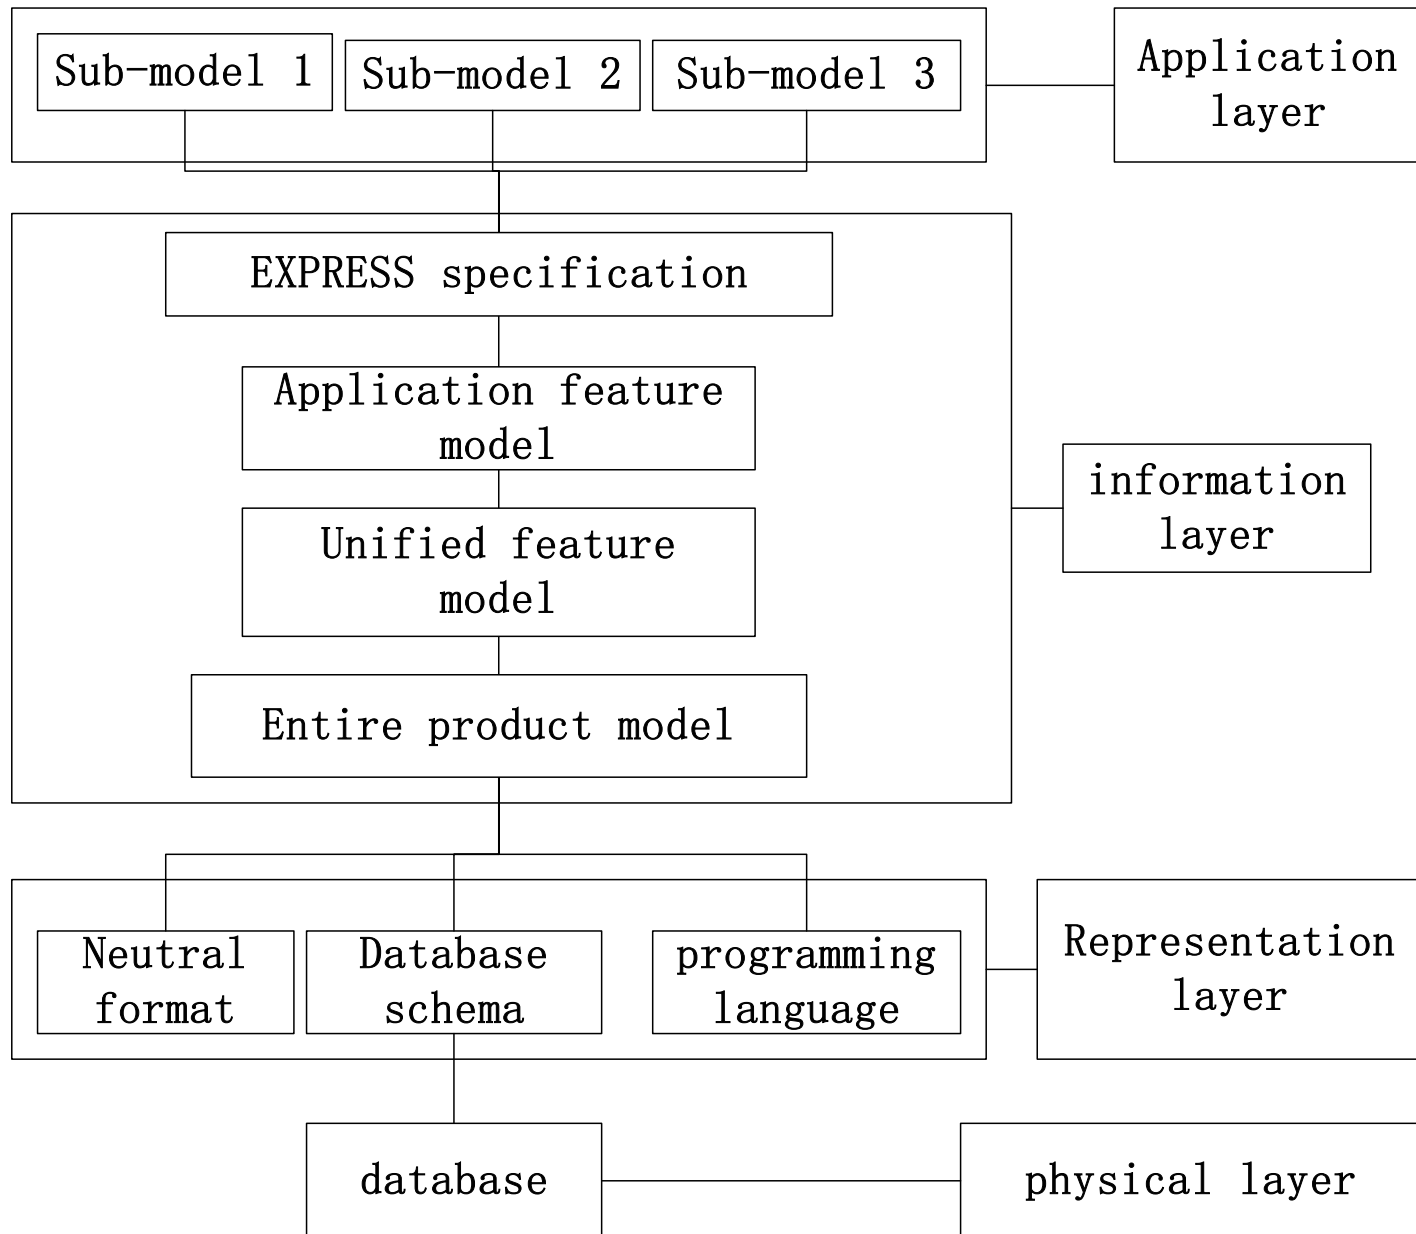 Sub-model 1
Sub-model 2
Sub-model 3
Application
layer
EXPRESS specification
Application feature
model
Unified feature
model
Entire product model
information
layer
Neutral
format
Database
schema
programming
language
Representation
layer
database
physical layer